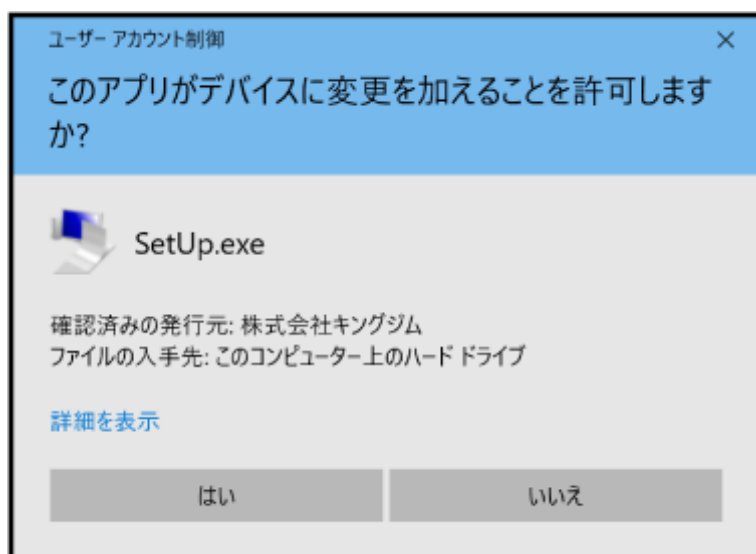 ユーザー アカウント制御
このアプリがデバイスに変更を加えることを許可します
か?
SetUp.exe
確認済みの発行元: 株式会社キングジム
ファイルの入手先: このコンピューター上のハード ドライブ
詳細を表示
はい
いいえ